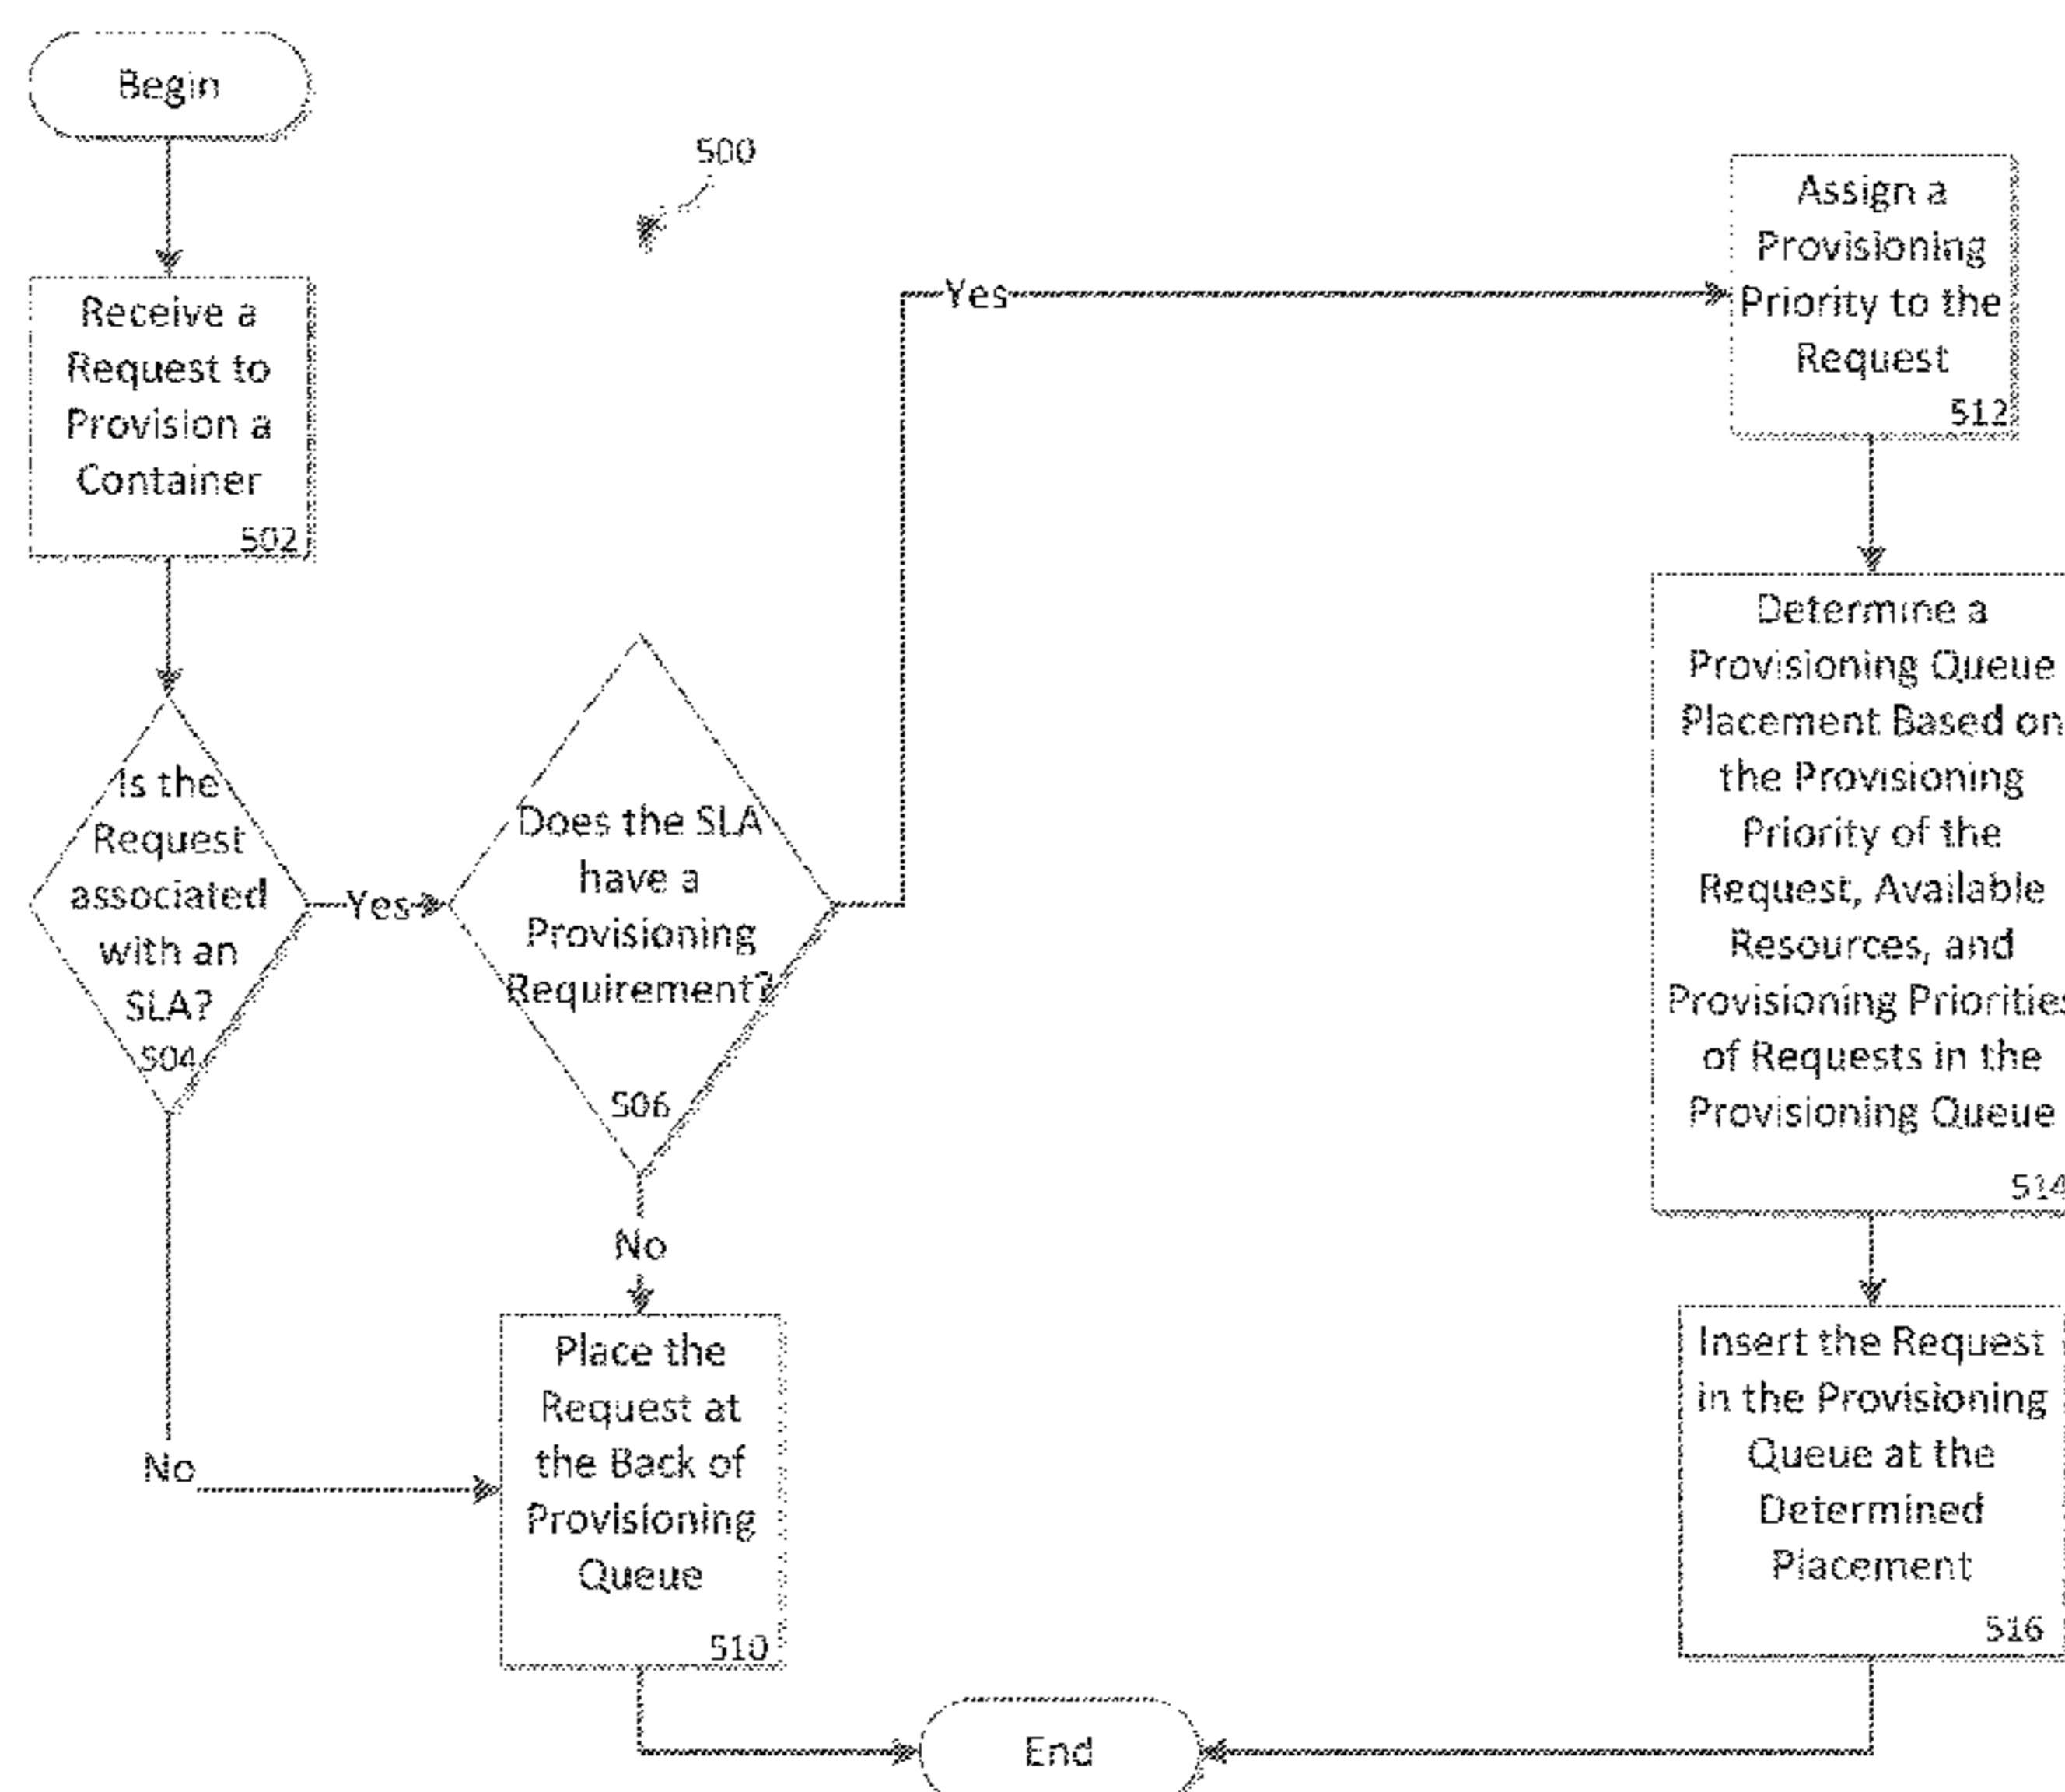 Begin
500
Receive a
Request to
Provision a
Container
502
Is the
Request
associated
with an
SLA?
504
Yes
No
Does the SLA
have a
Provisioning
Requirement?
506
Yes
No
Place the
Request at
the Back of
Provisioning
Queue
510
Assign a
Provisioning
Priority to the
Request
512
Determine a
Provisioning Queue
Placement Based on
the Provisioning
Priority of the
Request, Available
Resources, and
Provisioning Priorities
of Requests in the
Provisioning Queue
514
Insert the Request
in the Provisioning
Queue at the
Determined
Placement
516
End